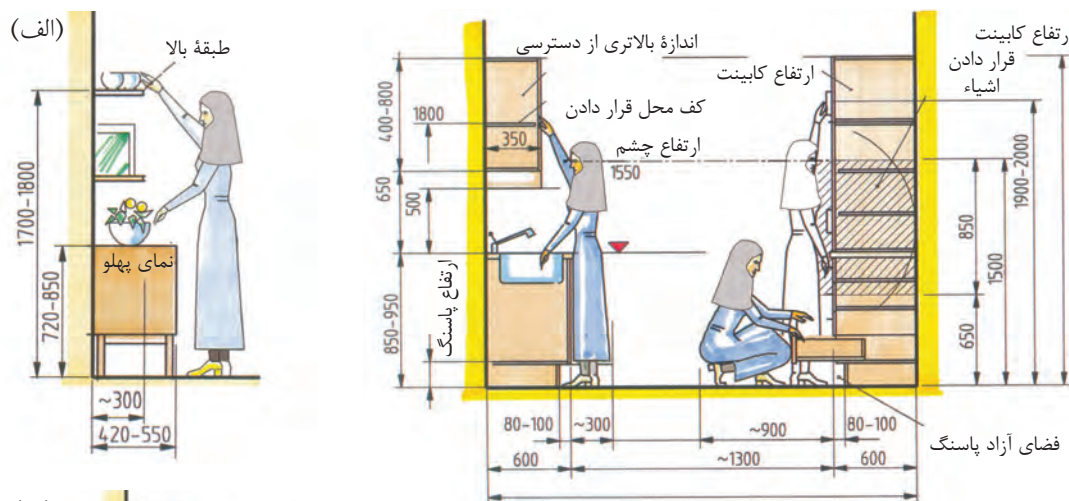 (الف)
طبقهٔ بالا
نمای پهلو
1700-1800
720-850
~300
420-550
اندازهٔ بالاتری از دسترسی
ارتفاع کابینت
کف محل قرار دادن
ارتفاع چشم
ارتفاع کابینت
قرار دادن
اشیاء
400-800
1800
350
1550
650
500
850-950
ارتفاع پاسنگ
850
650
1500
1900-2000
80-100
~300
~900
80-100
600
~1300
600
فضای آزاد پاسنگ